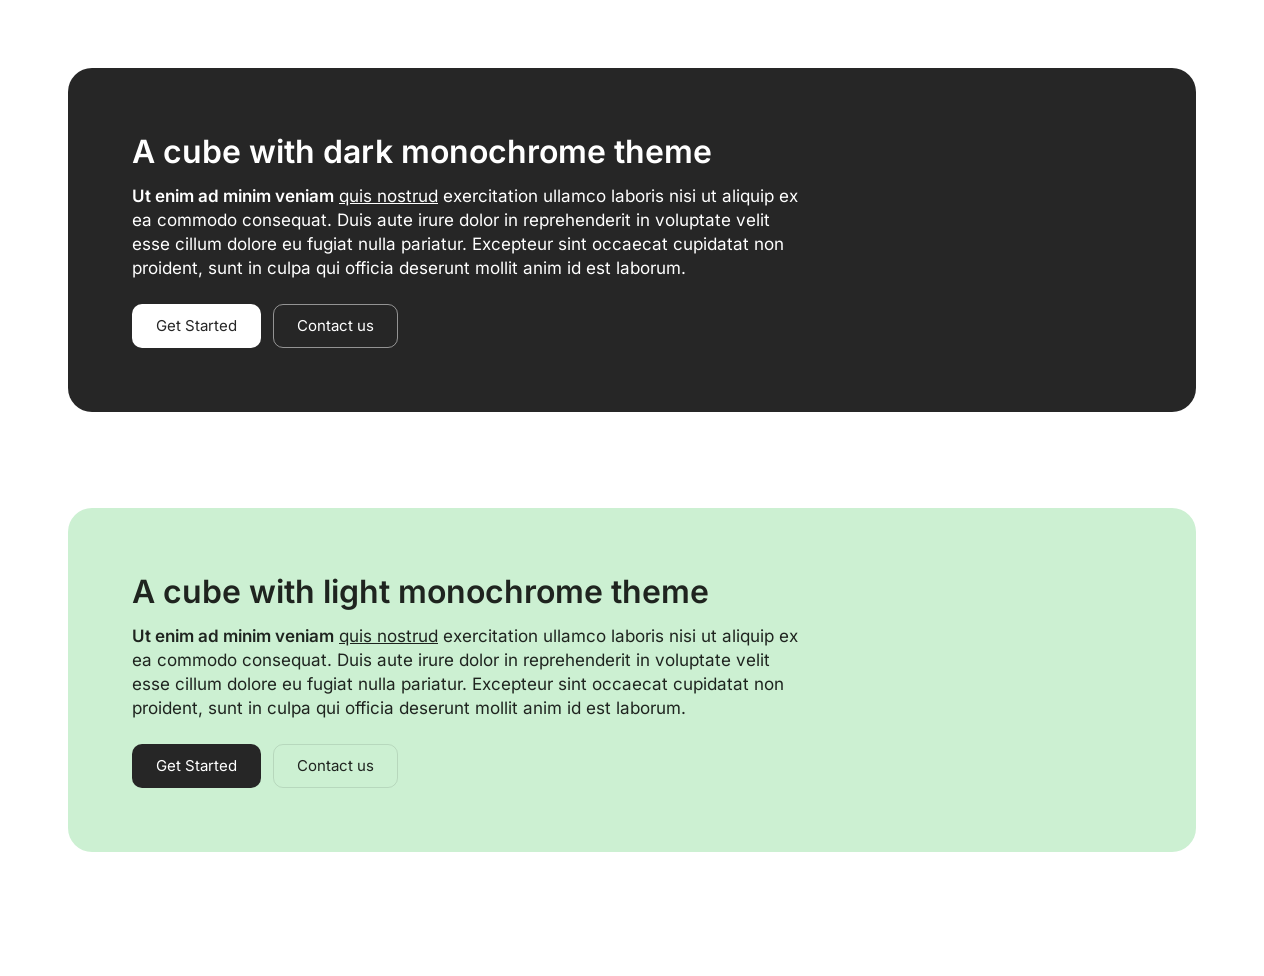 A cube with dark monochrome theme
Ut enim ad minim veniam quis nostrud exercitation ullamco laboris nisi ut aliquip ex
ea commodo consequat. Duis aute irure dolor in reprehenderit in voluptate velit
esse cillum dolore eu fugiat nulla pariatur. Excepteur sint occaecat cupidatat non
proident, sunt in culpa qui officia deserunt mollit anim id est laborum.
Get Started
Contact us
A cube with light monochrome theme
Ut enim ad minim veniam quis nostrud exercitation ullamco laboris nisi ut aliquip ex
ea commodo consequat. Duis aute irure dolor in reprehenderit in voluptate velit
esse cillum dolore eu fugiat nulla pariatur. Excepteur sint occaecat cupidatat non
proident, sunt in culpa qui officia deserunt mollit anim id est laborum.
Get Started
Contact us